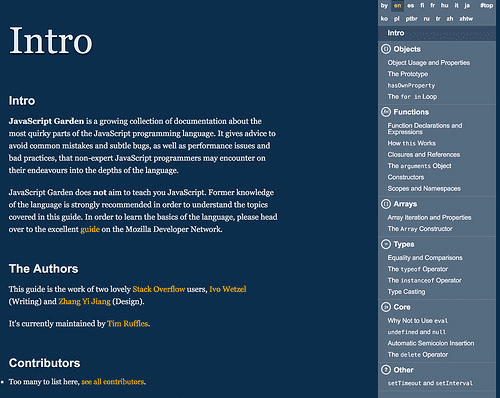 Intro
Intro
JavaScript Garden is a growing collection of documentation about the
most quirky parts of the JavaScript programming language. It gives advice to
avoid common mistakes and subtle bugs, as well as performance issues and
bad practices, that non-expert JavaScript programmers may encounter on
their endeavours into the depths of the language.
JavaScript Garden does not aim to teach you JavaScript. Former knowledge
of the language is strongly recommended in order to understand the topics
covered in this guide. In order to learn the basics of the language, please head
over to the excellent guide on the Mozilla Developer Network.
The Authors
This guide is the work of two lovely Stack Overflow users, Ivo Wetzel
(Writing) and Zhang Yi Jiang (Design).
It's currently maintained by Tim Ruffles.
Contributors
Too many to list here, see all contributors.
by en es fi fr hu it ja #top
ko pl ptbr ru tr zh zhtw
Intro
Objects
Object Usage and Properties
The Prototype
hasOwnProperty
The for in Loop
Functions
Function Declarations and
Expressions
How this Works
Closures and References
The arguments Object
Constructors
Scopes and Namespaces
Arrays
Array Iteration and Properties
The Array Constructor
Types
Equality and Comparisons
The typeof Operator
The instanceof Operator
Type Casting
Core
Why Not to Use eval
undefined and null
Automatic Semicolon Insertion
The delete Operator
Other
setTimeout and setInterval